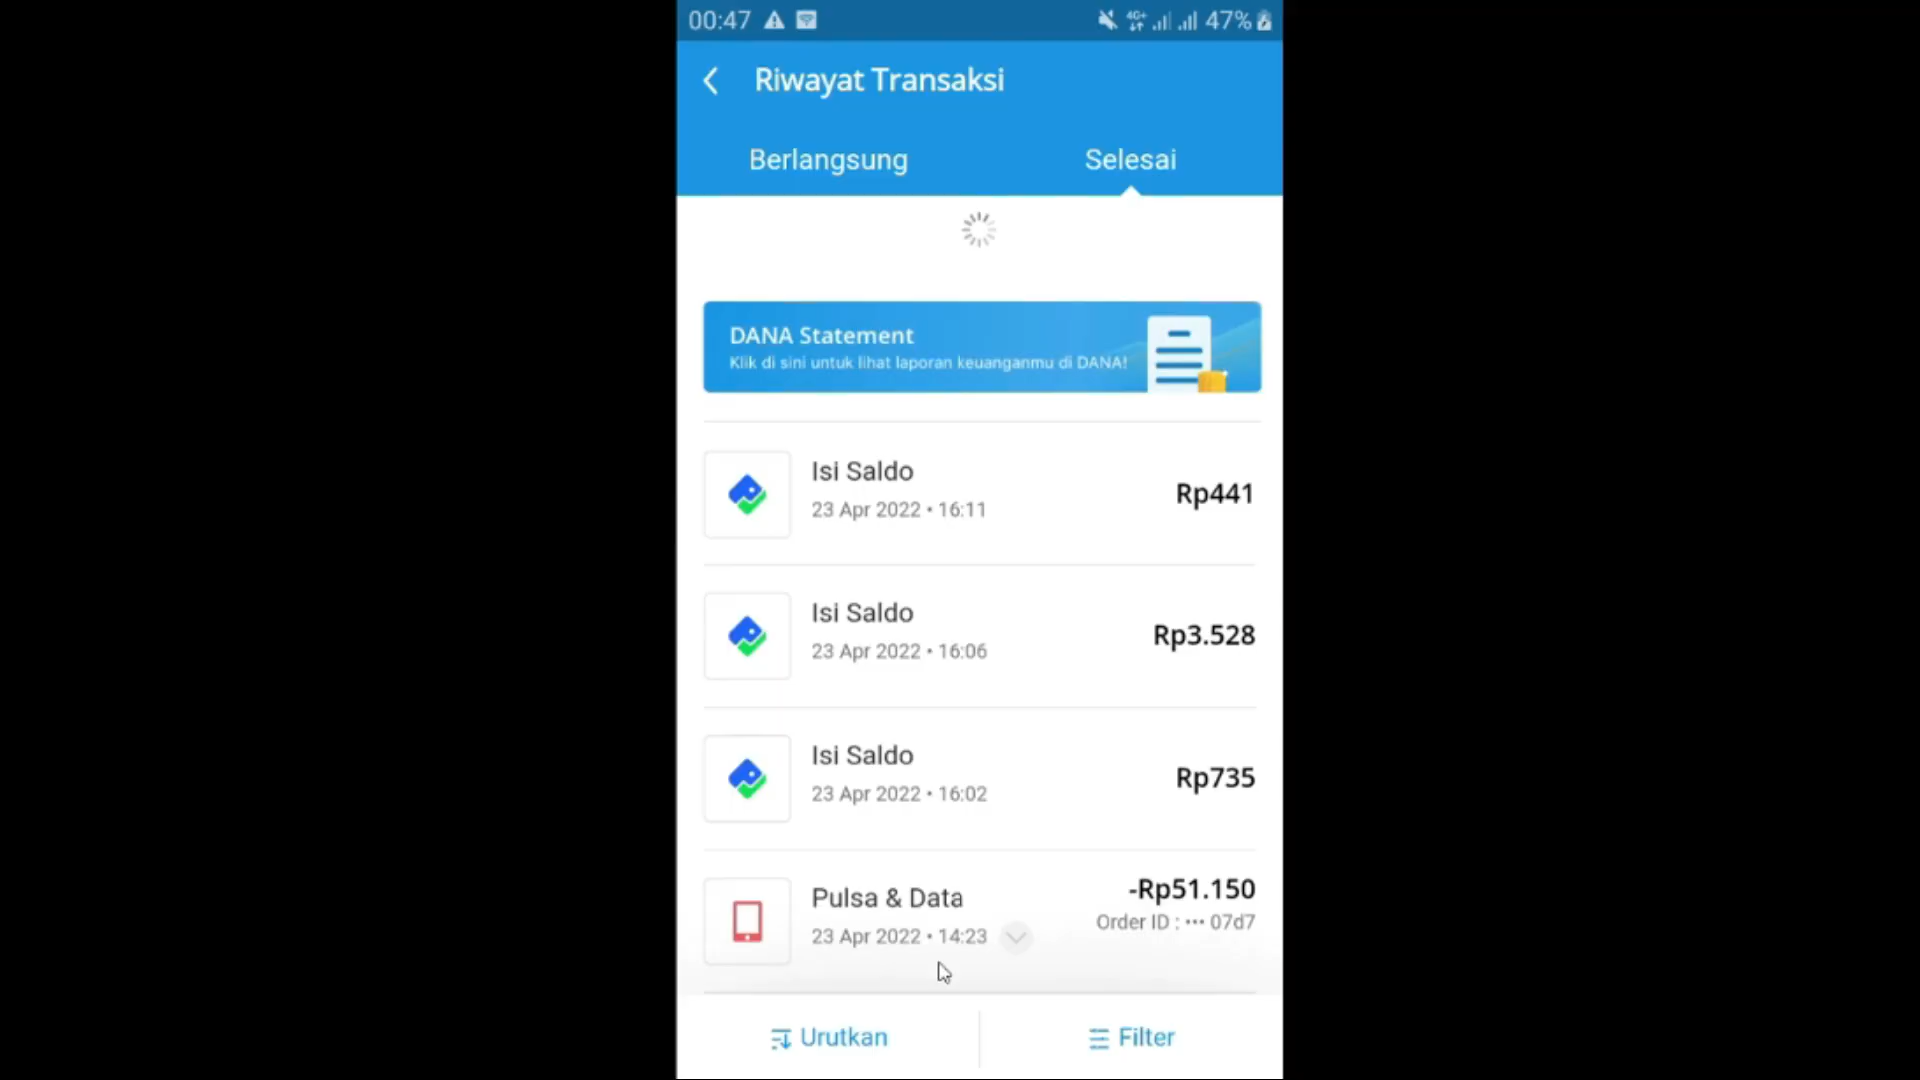 00:47 4G+ 47%
Riwayat Transaksi
Berlangsung Selesai
DANA Statement
Klik di sini untuk lihat laporan keuanganmu di DANA!
Isi Saldo
23 Apr 2022 • 16:11
Rp441
Isi Saldo
23 Apr 2022 • 16:06
Rp3.528
Isi Saldo
23 Apr 2022 • 16:02
Rp735
Pulsa & Data
23 Apr 2022 • 14:23
-Rp51.150
Order ID : ••• 07d7
Urutkan Filter